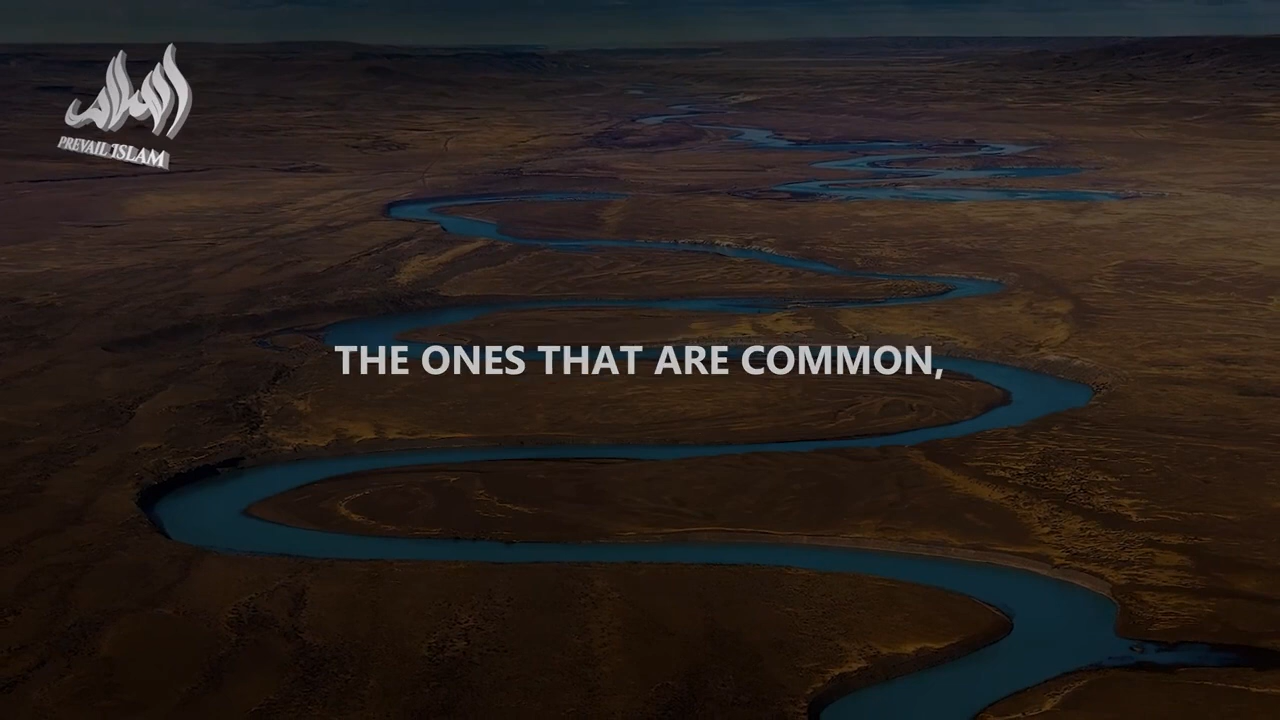 PREVAIL ISLAM
THE ONES THAT ARE COMMON,